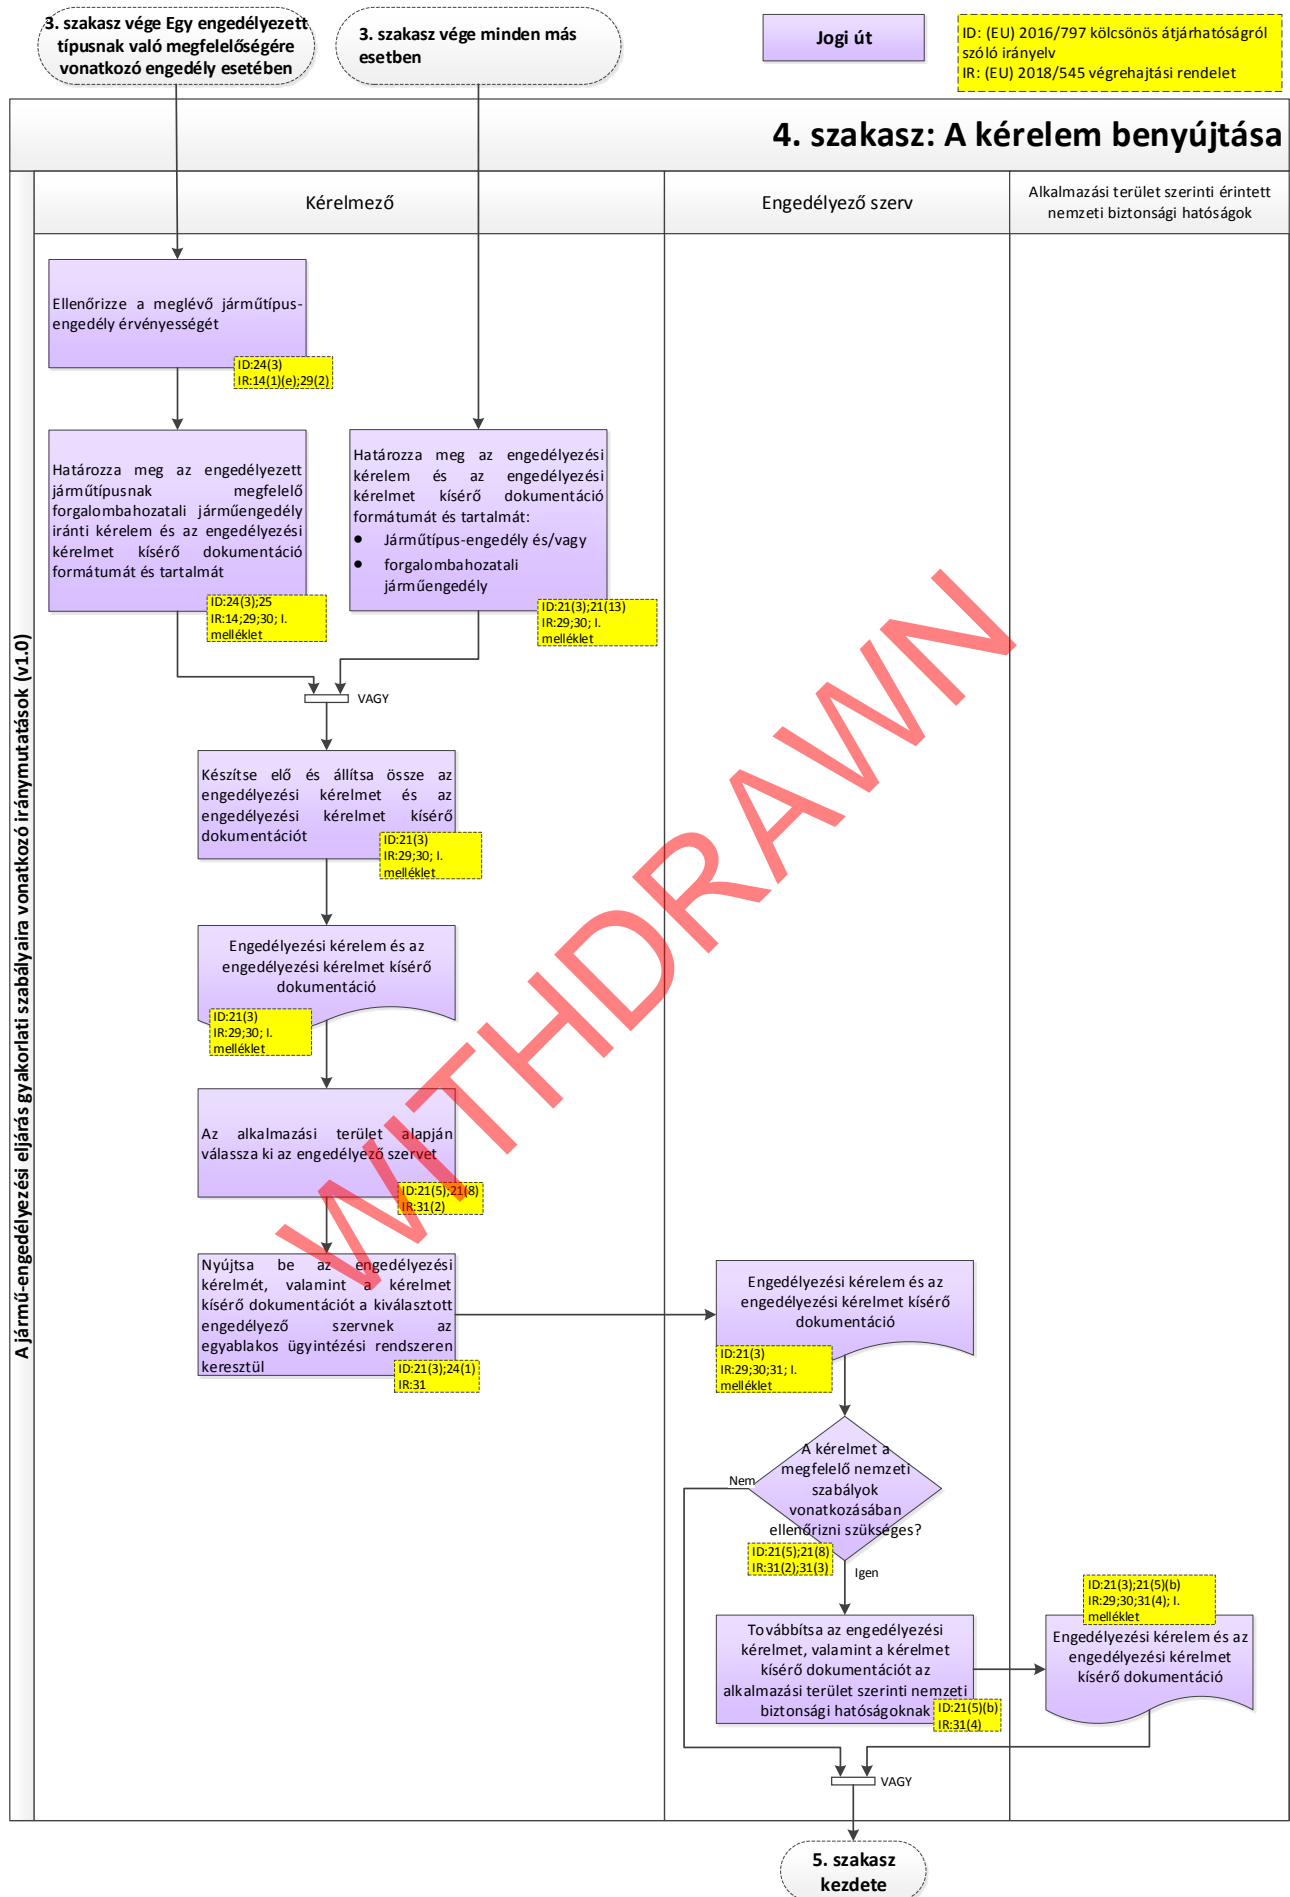 3. szakasz vége Egy engedélyezett
típusnak való megfelelőségére
vonatkozó engedély esetében
3. szakasz vége minden más
esetben
Jogi út
ID: (EU) 2016/797 kölcsönös átjárhatóságról
szóló irányelv
IR: (EU) 2018/545 végrehajtási rendelet
4. szakasz: A kérelem benyújtása
A jármű-engedélyezési eljárás gyakorlati szabályaira vonatkozó iránymutatások (v1.0)
Kérelmező
Engedélyező szerv
Alkalmazási terület szerinti érintett
nemzeti biztonsági hatóságok
Ellenőrizze a meglévő járműtípus-
engedély érvényességét
ID:24(3)
IR:14(1)(e);29(2)
Határozza meg az engedélyezett
járműtípusnak megfelelő
forgalombahozatali járműengedély
iránti kérelem és az engedélyezési
kérelmet kísérő dokumentáció
formátumát és tartalmát
ID:24(3);25
IR:14;29;30; I.
melléklet
Határozza meg az engedélyezési
kérelem és az engedélyezési
kérelmet kísérő dokumentáció
formátumát és tartalmát:
● Járműtípus-engedély és/vagy
● forgalombahozatali
járműengedély
ID:21(3);21(13)
IR:29;30; I.
melléklet
VAGY
Készítse elő és állítsa össze az
engedélyezési kérelmet és az
engedélyezési kérelmet kísérő
dokumentációt
ID:21(3)
IR:29;30; I.
melléklet
Engedélyezési kérelem és az
engedélyezési kérelmet kísérő
dokumentáció
ID:21(3)
IR:29;30; I.
melléklet
Az alkalmazási terület alapján
válassza ki az engedélyező szervet
ID:21(5);21(8)
IR:31(2)
Nyújtsa be az engedélyezési
kérelmét, valamint a kérelmet
kísérő dokumentációt a kiválasztott
engedélyező szervnek az
egyablakos ügyintézési rendszeren
keresztül
ID:21(3);24(1)
IR:31
Engedélyezési kérelem és az
engedélyezési kérelmet kísérő
dokumentáció
ID:21(3)
IR:29;30;31; I.
melléklet
A kérelmet a
megfelelő nemzeti
szabályok
vonatkozásában
ellenőrizni szükséges?
Nem
ID:21(5);21(8)
IR:31(2);31(3)
Igen
Továbbítsa az engedélyezési
kérelmet, valamint a kérelmet
kísérő dokumentációt az
alkalmazási terület szerinti nemzeti
biztonsági hatóságoknak
ID:21(5)(b)
IR:31(4)
ID:21(3);21(5)(b)
IR:29;30;31(4); I.
melléklet
Engedélyezési kérelem és az
engedélyezési kérelmet
kísérő dokumentáció
VAGY
5. szakasz
kezdete
WITHDRAWN